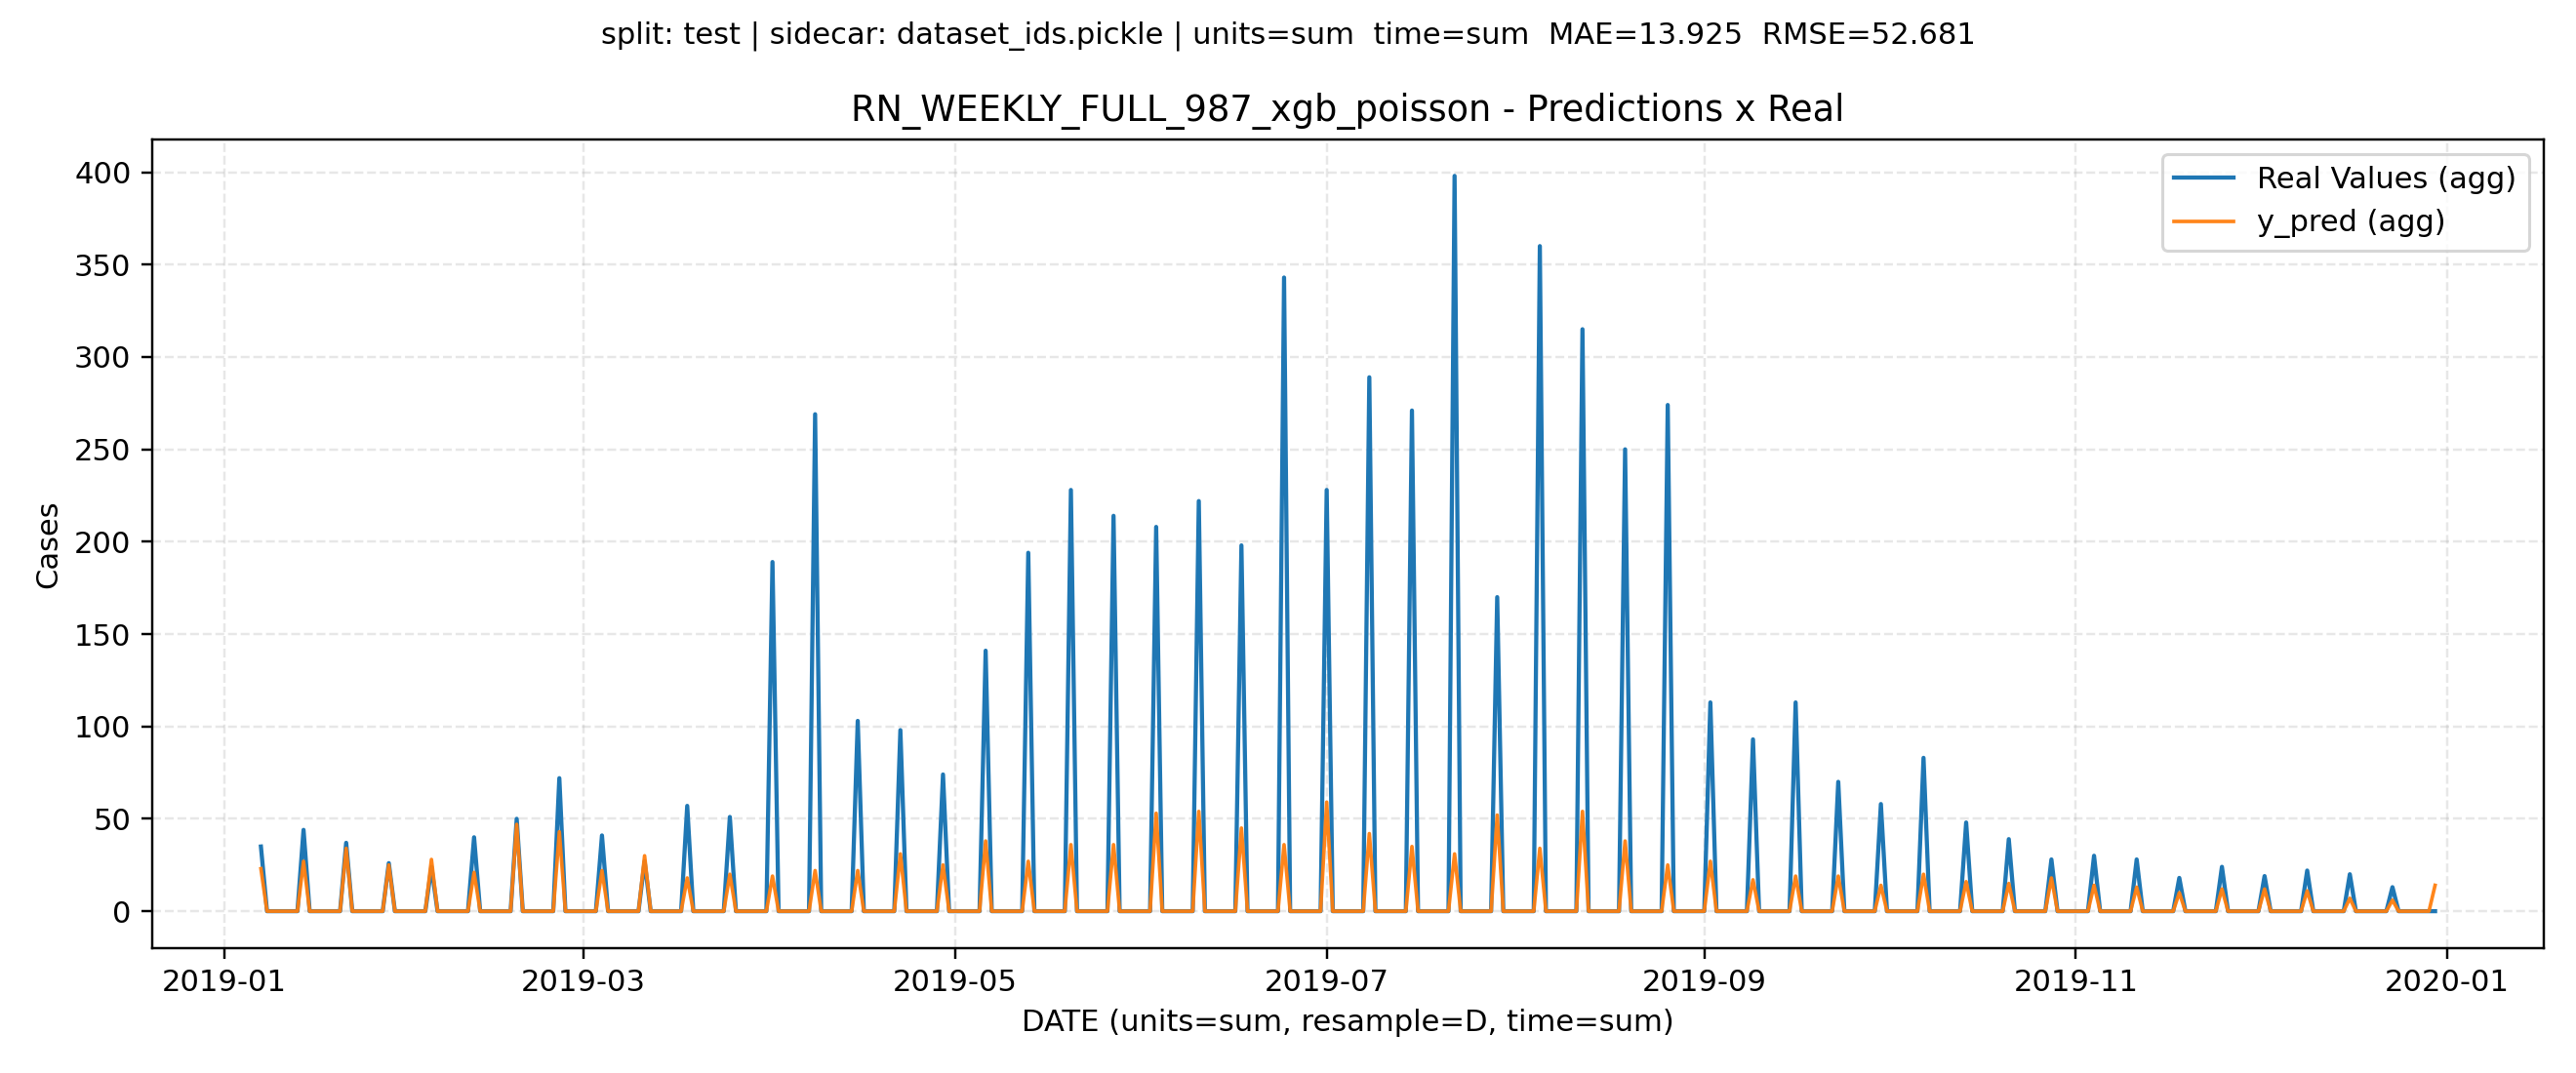 split: test | sidecar: dataset_ids.pickle | units=sum  time=sum  MAE=13.925  RMSE=52.681
RN_WEEKLY_FULL_987_xgb_poisson - Predictions x Real
Real Values (agg)
y_pred (agg)
400
350
300
250
200
150
100
50
0
Cases
2019-01 2019-03 2019-05 2019-07 2019-09 2019-11 2020-01
DATE (units=sum, resample=D, time=sum)